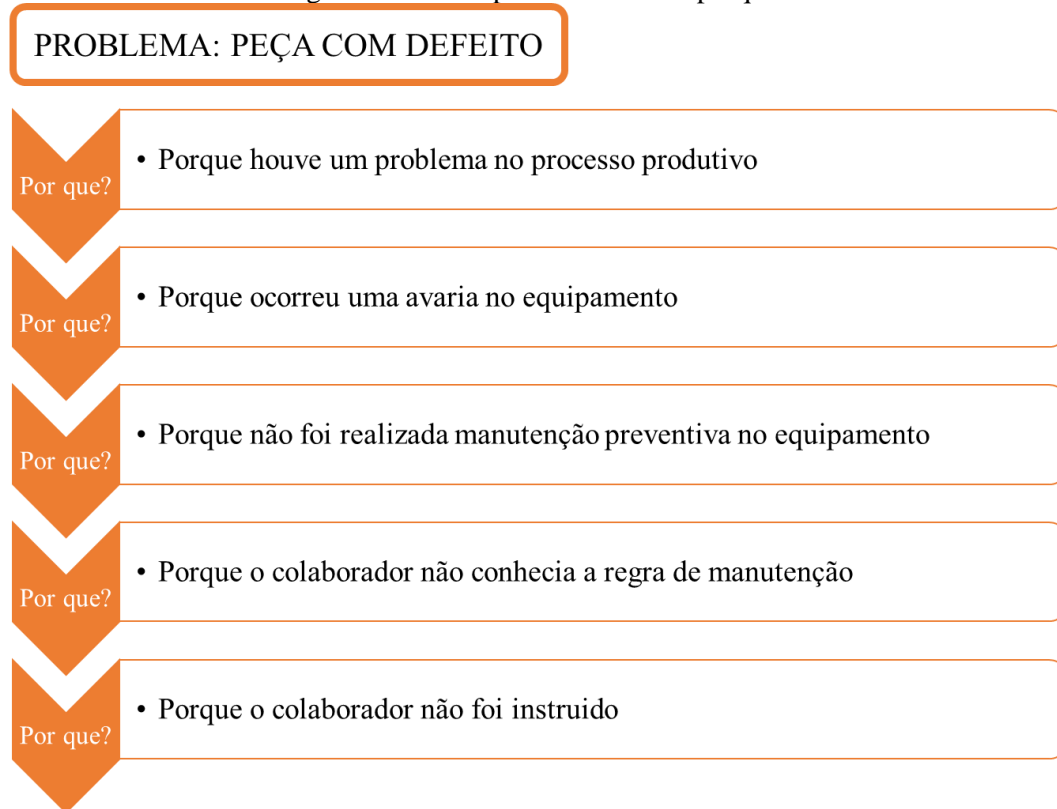 PROBLEMA: PEÇA COM DEFEITO
Por que?
• Porque houve um problema no processo produtivo
Por que?
• Porque ocorreu uma avaria no equipamento
Por que?
• Porque não foi realizada manutenção preventiva no equipamento
Por que?
• Porque o colaborador não conhecia a regra de manutenção
Por que?
• Porque o colaborador não foi instruido